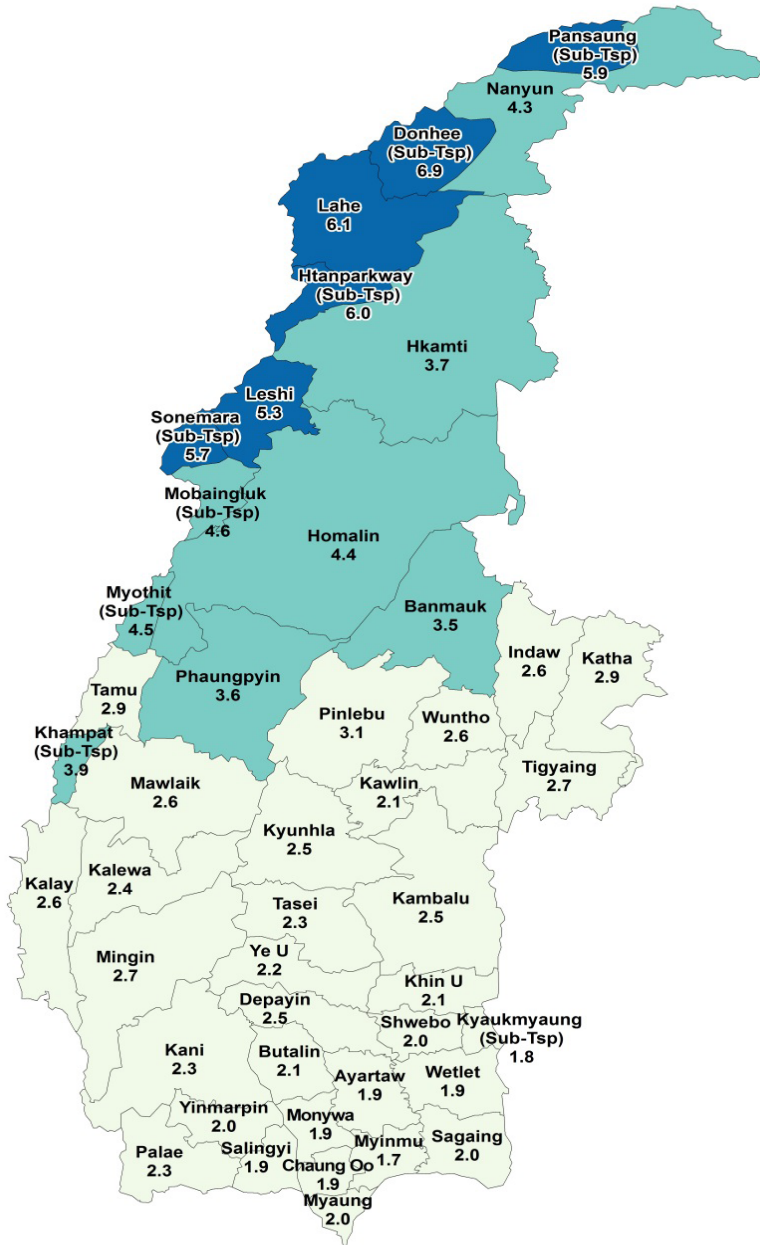 Pansaung
(Sub-Tsp)
5.9
Nanyun
4.3
Donhee
(Sub-Tsp)
6.9
Lahe
6.1
Htanparkway
(Sub-Tsp)
6.0
Hkamti
3.7
Leshi
5.3
Sonemara
(Sub-Tsp)
5.7
Mobaingluk
(Sub-Tsp)
4.6
Homalin
4.4
Myothit
(Sub-Tsp)
4.5
Banmauk
3.5
Indaw
2.6
Katha
2.9
Phaungpyin
3.6
Tamu
2.9
Pinlebu
3.1
Wuntho
2.6
Khampat
(Sub-Tsp)
3.9
Tigyaing
2.7
Mawlaik
2.6
Kawlin
2.1
Kyunhla
2.5
Kalay
2.6
Kalewa
2.4
Tasei
2.3
Kambalu
2.5
Mingin
2.7
Ye U
2.2
Khin U
2.1
Depayin
2.5
Shwebo
2.0
Kyaukmyaung
(Sub-Tsp)
1.8
Kani
2.3
Butalin
2.1
Ayartaw
1.9
Wetlet
1.9
Yinmarpin
2.0
Monywa
1.9
Palae
2.3
Salingyi
1.9
Myinmu
1.7
Sagaing
2.0
Chaung Oo
1.9
Myaung
2.0